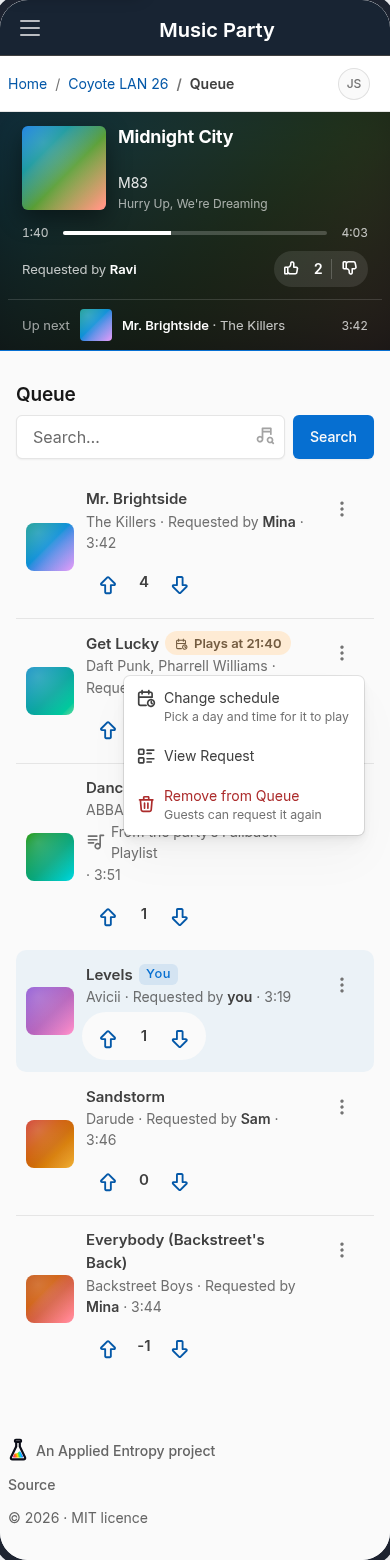 Music Party
Home / Coyote LAN 26 / Queue
JS
Midnight City
M83
Hurry Up, We're Dreaming
1:40
4:03
Requested by Ravi
2
Up next
Mr. Brightside · The Killers
3:42
Queue
Search...
Search
Mr. Brightside
The Killers · Requested by Mina ·
3:42
4
Get Lucky
Plays at 21:40
Daft Punk, Pharrell Williams ·
Reque
Change schedule
Pick a day and time for it to play
View Request
Remove from Queue
Guests can request it again
Danc
ABBA
From the party's Fallback
Playlist
· 3:51
1
Levels
You
Avicii · Requested by you · 3:19
1
Sandstorm
Darude · Requested by Sam ·
3:46
0
Everybody (Backstreet's
Back)
Backstreet Boys · Requested by
Mina · 3:44
-1
An Applied Entropy project
Source
© 2026 · MIT licence